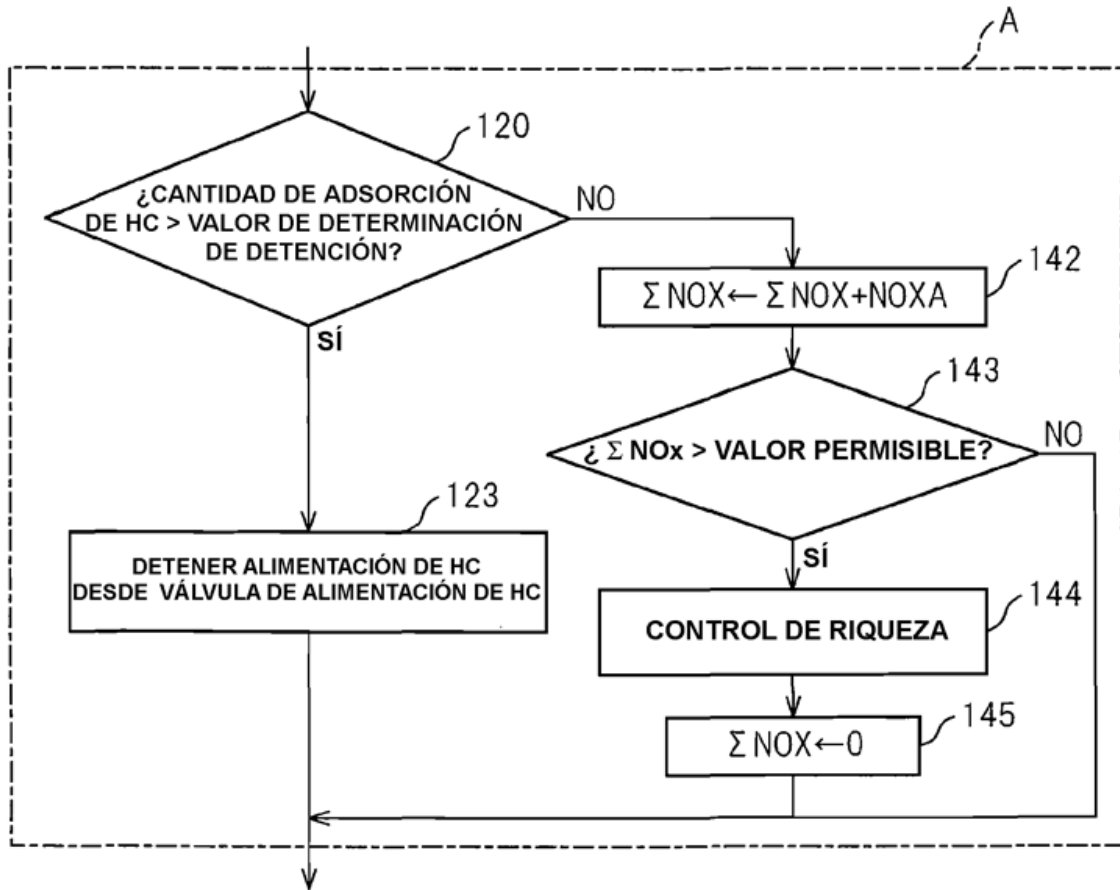 A
120
¿CANTIDAD DE ADSORCIÓN
DE HC > VALOR DE DETERMINACIÓN
DE DETENCIÓN?
NO
SÍ
142
Σ NOX← Σ NOX+NOXA
143
¿ Σ NOx > VALOR PERMISIBLE?
NO
SÍ
123
DETENER ALIMENTACIÓN DE HC
DESDE VÁLVULA DE ALIMENTACIÓN DE HC
144
CONTROL DE RIQUEZA
145
Σ NOX←0